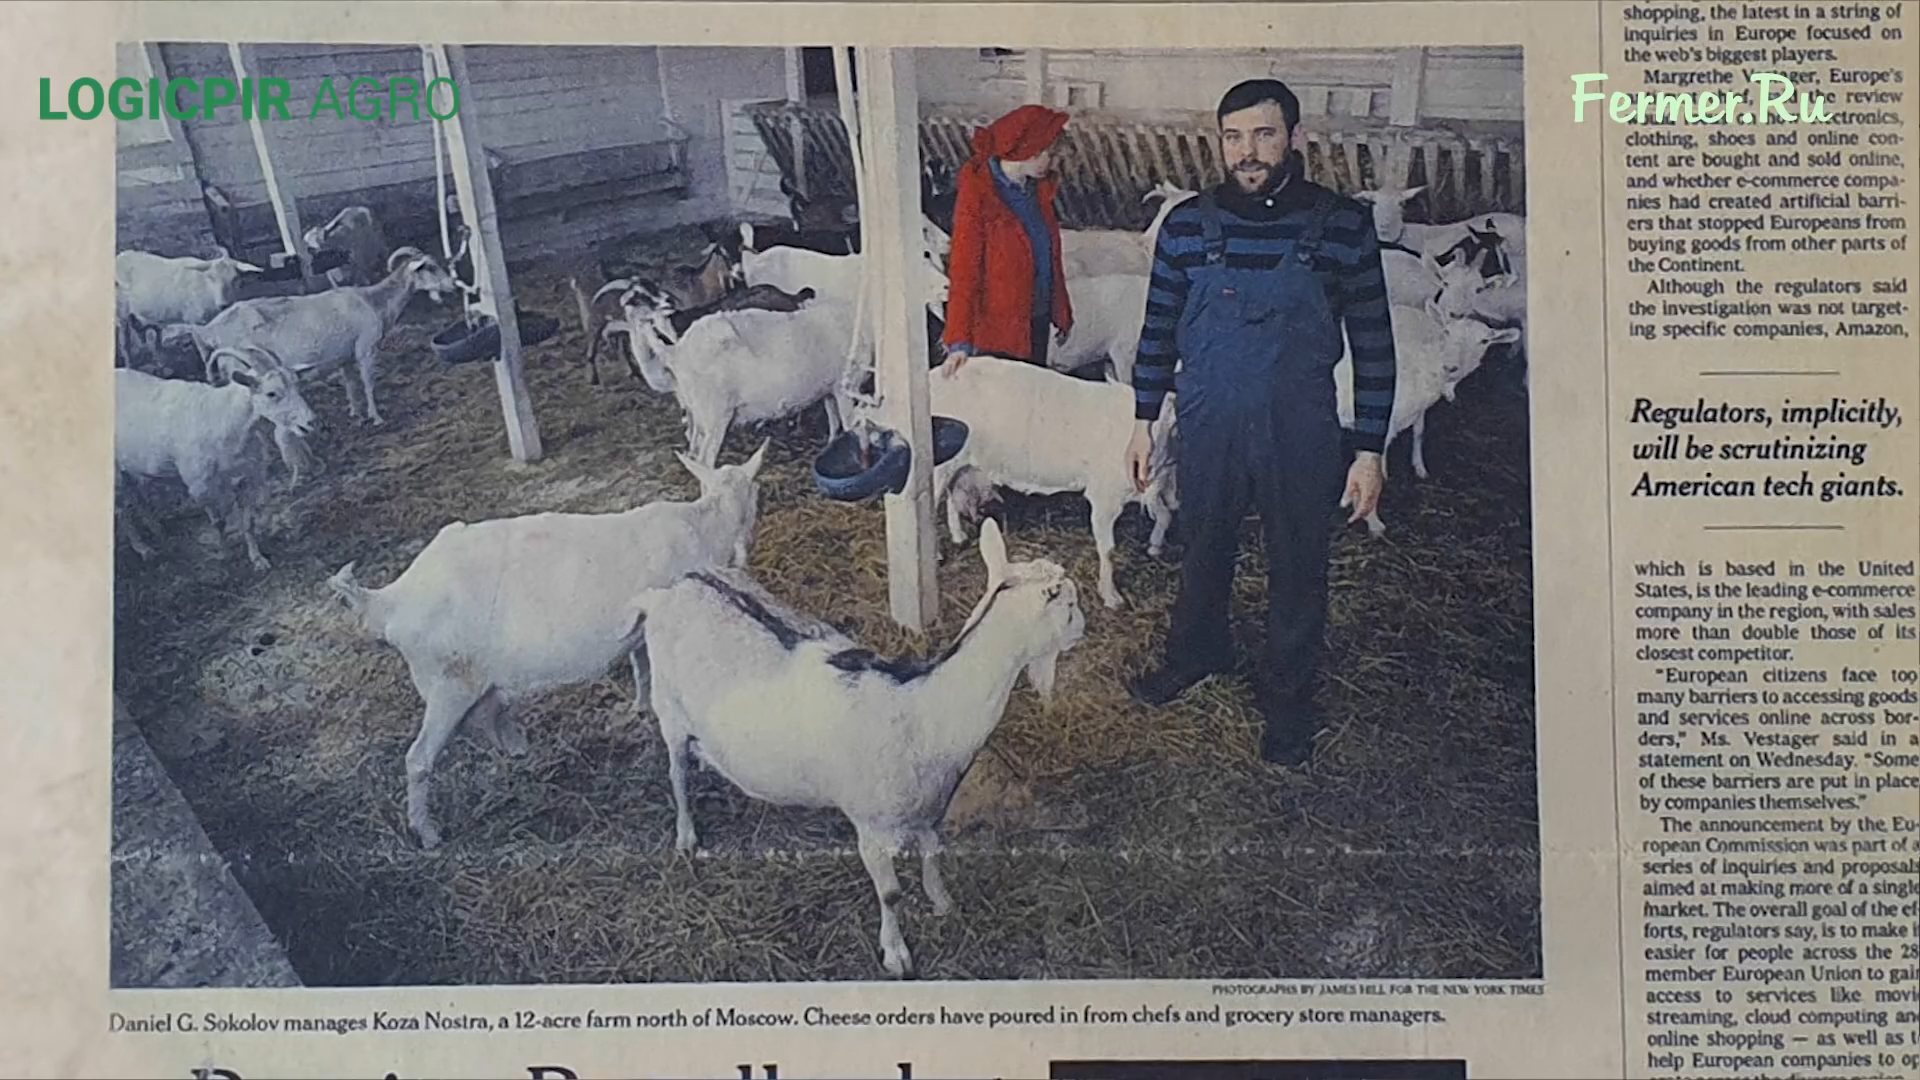 LOGICPIR AGRO
Fermer.Ru
PHOTOGRAPHS BY JAMES HILL FOR THE NEW YORK TIMES
Daniel G. Sokolov manages Koza Nostra, a 12-acre farm north of Moscow. Cheese orders have poured in from chefs and grocery store managers.
shopping, the latest in a string of
inquiries in Europe focused on
the web's biggest players.
Margrethe Europe's
the review
clothing, shoes and online con-
tent are bought and sold online,
and whether e-commerce compa-
nies had created artificial barri-
ers that stopped Europeans from
buying goods from other parts of
the Continent.
Although the regulators said
the investigation was not target-
ing specific companies, Amazon,
Regulators, implicitly,
will be scrutinizing
American tech giants.
which is based in the United
States, is the leading e-commerce
company in the region, with sales
more than double those of its
closest competitor.
"European citizens face too
many barriers to accessing goods
and services online across bor-
ders," Ms. Vestager said in a
statement on Wednesday. "Some
of these barriers are put in place
by companies themselves."
The announcement by the Eu-
ropean Commission was part of a
series of inquiries and proposals
aimed at making more of a single
market. The overall goal of the ef-
forts, regulators say, is to make it
easier for people across the 28
member European Union to gain
access to services like movie
streaming, cloud computing and
online shopping — as well as t
help European companies to op